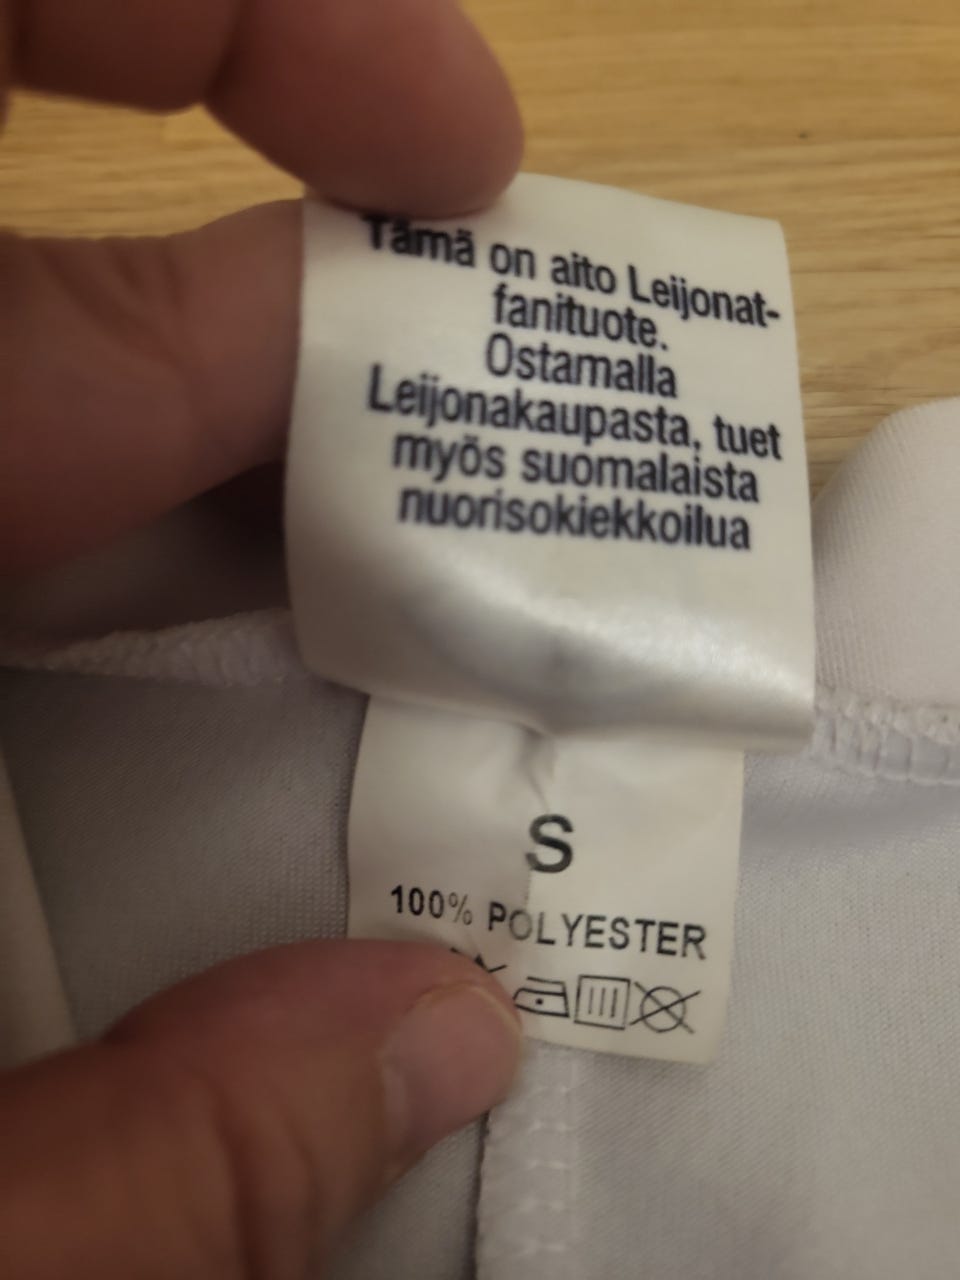 Tämä on aito Leijonat-
fanituote.
Ostamalla
Leijonakaupasta, tuet
myös suomalaista
nuorisokiekkoilua
S
100% POLYESTER